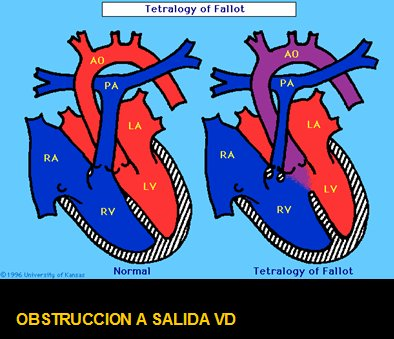 Tetralogy of Fallot
AO
PA
LA
RA
LV
RV
AO
PA
LA
RA
LV
RV
©1996 University of Kansas
Normal
Tetralogy of Fallot
OBSTRUCCION A SALIDA VD